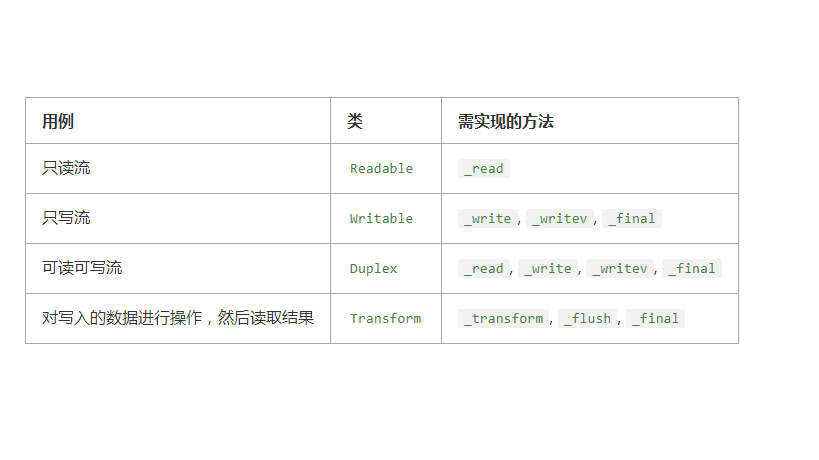 用例 类 需实现的方法
只读流 Readable _read
只写流 Writable _write, _writev, _final
可读可写流 Duplex _read, _write, _writev, _final
对写入的数据进行操作，然后读取结果 Transform _transform, _flush, _final